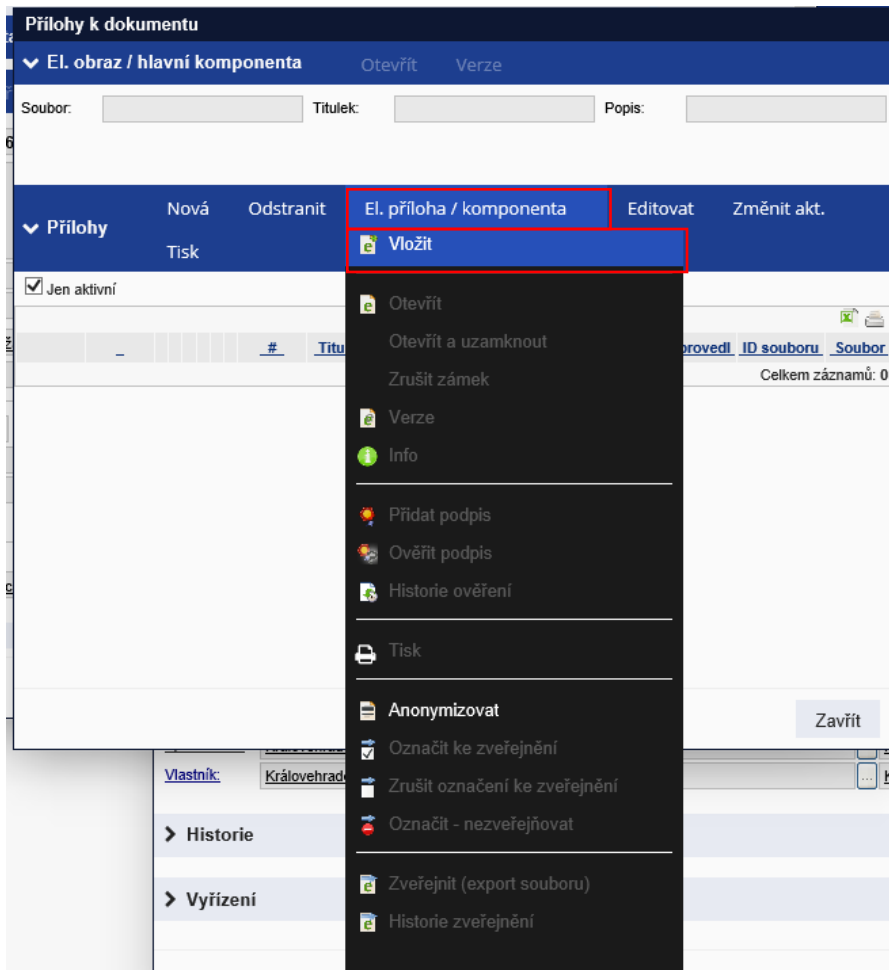 Přílohy k dokumentu
El. obraz / hlavní komponenta Otevřít Verze
Soubor: Titulek: Popis:
Přílohy Nová Odstranit El. příloha / komponenta Editovat Změnit akt.
Tisk
Vložit
Jen aktivní
Otevřít
Otevřít a uzamknout
# ID souboru Soubor
Zrušit zámek
Celkem záznamů: 0
Verze
Info
Přidat podpis
Ověřit podpis
Historie ověření
Tisk
Anonymizovat
Zavřít
Označit ke zveřejnění
Vlastník:
Zrušit označení ke zveřejnění
Historie
Označit - nezveřejňovat
Vyřízení
Zveřejnit (export souboru)
Historie zveřejnění